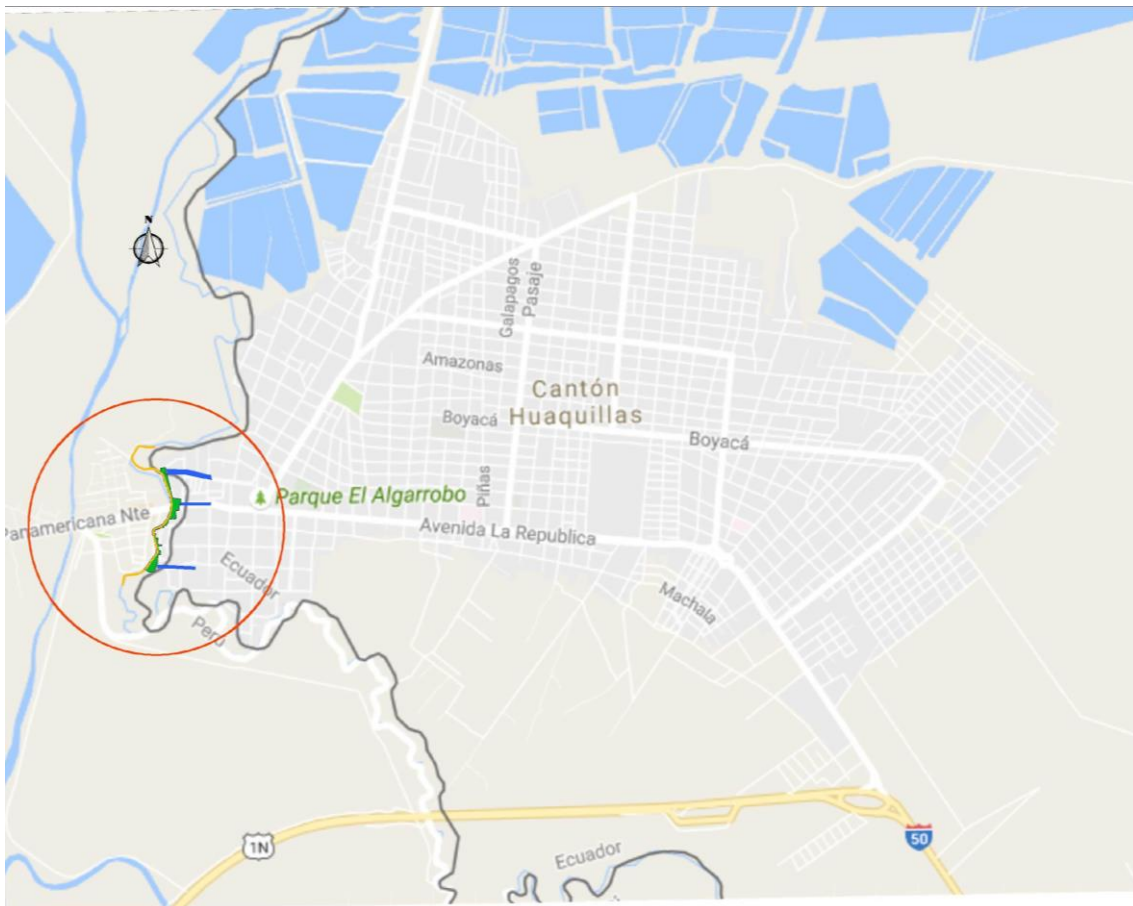 N
Galapagos
Pasaje
Amazonas
Cantón
Huaquillas
Boyacá
Boyacá
Piñas
Parque El Algarrobo
Panamericana Nte
Avenida La Republica
Ecuador
Perú
Machala
50
1N
Ecuador